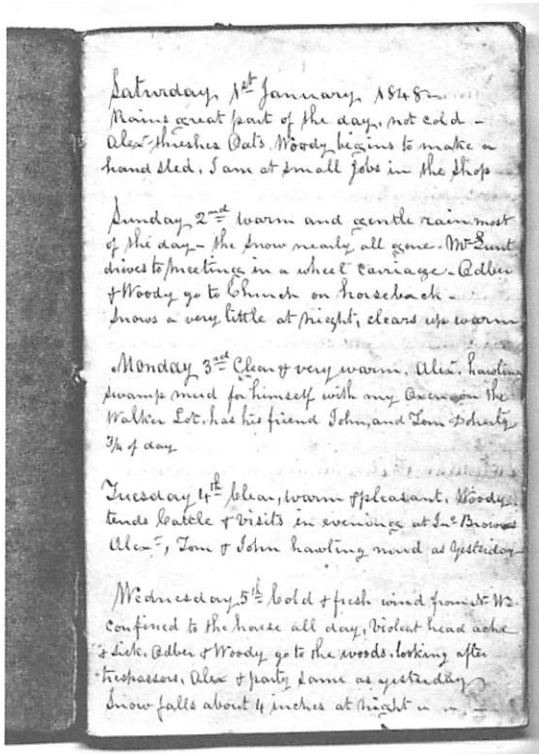 Saturday 1st January 1848
Rains great part of the day, not cold -
Alexr threshes Oats. Woody begins to make a
hand sled. I am at small jobs in the shop
Sunday 2nd warm and gentle rain most
of the day - the snow nearly all gone. Mr Lunt
drives to meeting in a wheel carriage - Adber
& Woody go to Church on horseback -
Snows a very little at night, clears up warm
Monday 3rd Clear & very warm. Alexr. hawling
swamp mud for himself with my Oxen on the
Walker Lot. has his friend John, and Tom Doherty
3/4 of day
Tuesday 4th Clear, warm & pleasant. Woody
tends Cattle & visits in evening at Jno Browns
Alexr, Tom & John hawling mud as yesterday
Wednesday 5th Cold & fresh wind from N. W.
confined to the house all day, violent head ache
& sick. Adber & Woody go to the woods. looking after
trespassers, Alex & party same as yesterday
Snow falls about 4 inches at night